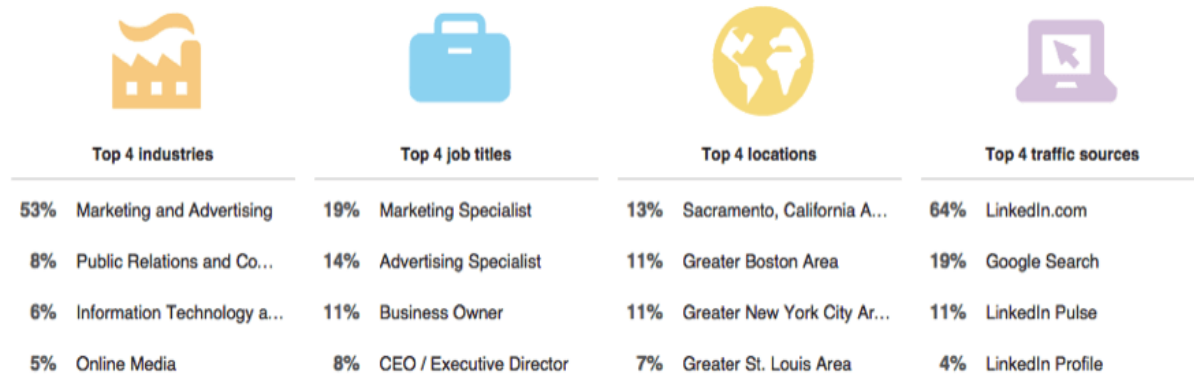 Top 4 industries
53% Marketing and Advertising
8% Public Relations and Co...
6% Information Technology a...
5% Online Media
Top 4 job titles
19% Marketing Specialist
14% Advertising Specialist
11% Business Owner
8% CEO / Executive Director
Top 4 locations
13% Sacramento, California A...
11% Greater Boston Area
11% Greater New York City Ar...
7% Greater St. Louis Area
Top 4 traffic sources
64% LinkedIn.com
19% Google Search
11% LinkedIn Pulse
4% LinkedIn Profile